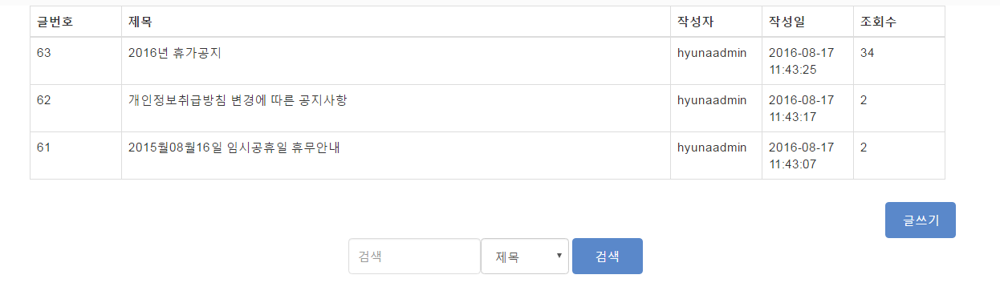 글번호 제목 작성자 작성일 조회수
63 2016년 휴가공지 hyunaadmin 2016-08-17 34
11:43:25
62 개인정보취급방침 변경에 따른 공지사항 hyunaadmin 2016-08-17 2
11:43:17
61 2015월08월16일 임시공휴일 휴무안내 hyunaadmin 2016-08-17 2
11:43:07
글쓰기
검색 제목 검색